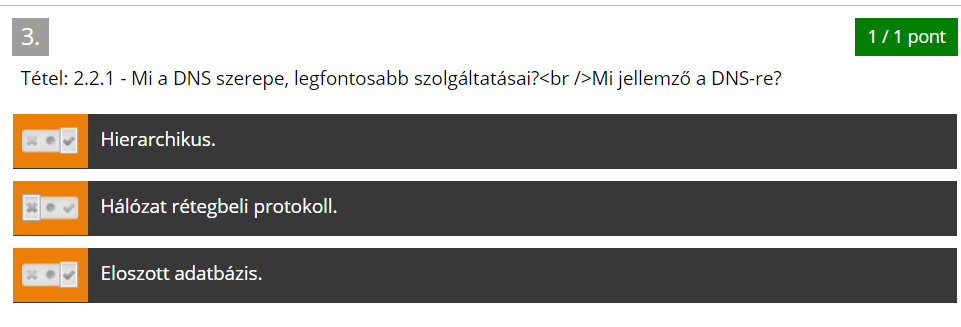 3.
1 / 1 pont
Tétel: 2.2.1 - Mi a DNS szerepe, legfontosabb szolgáltatásai?<br />Mi jellemző a DNS-re?
Hierarchikus.
Hálózat rétegbeli protokoll.
Eloszott adatbázis.